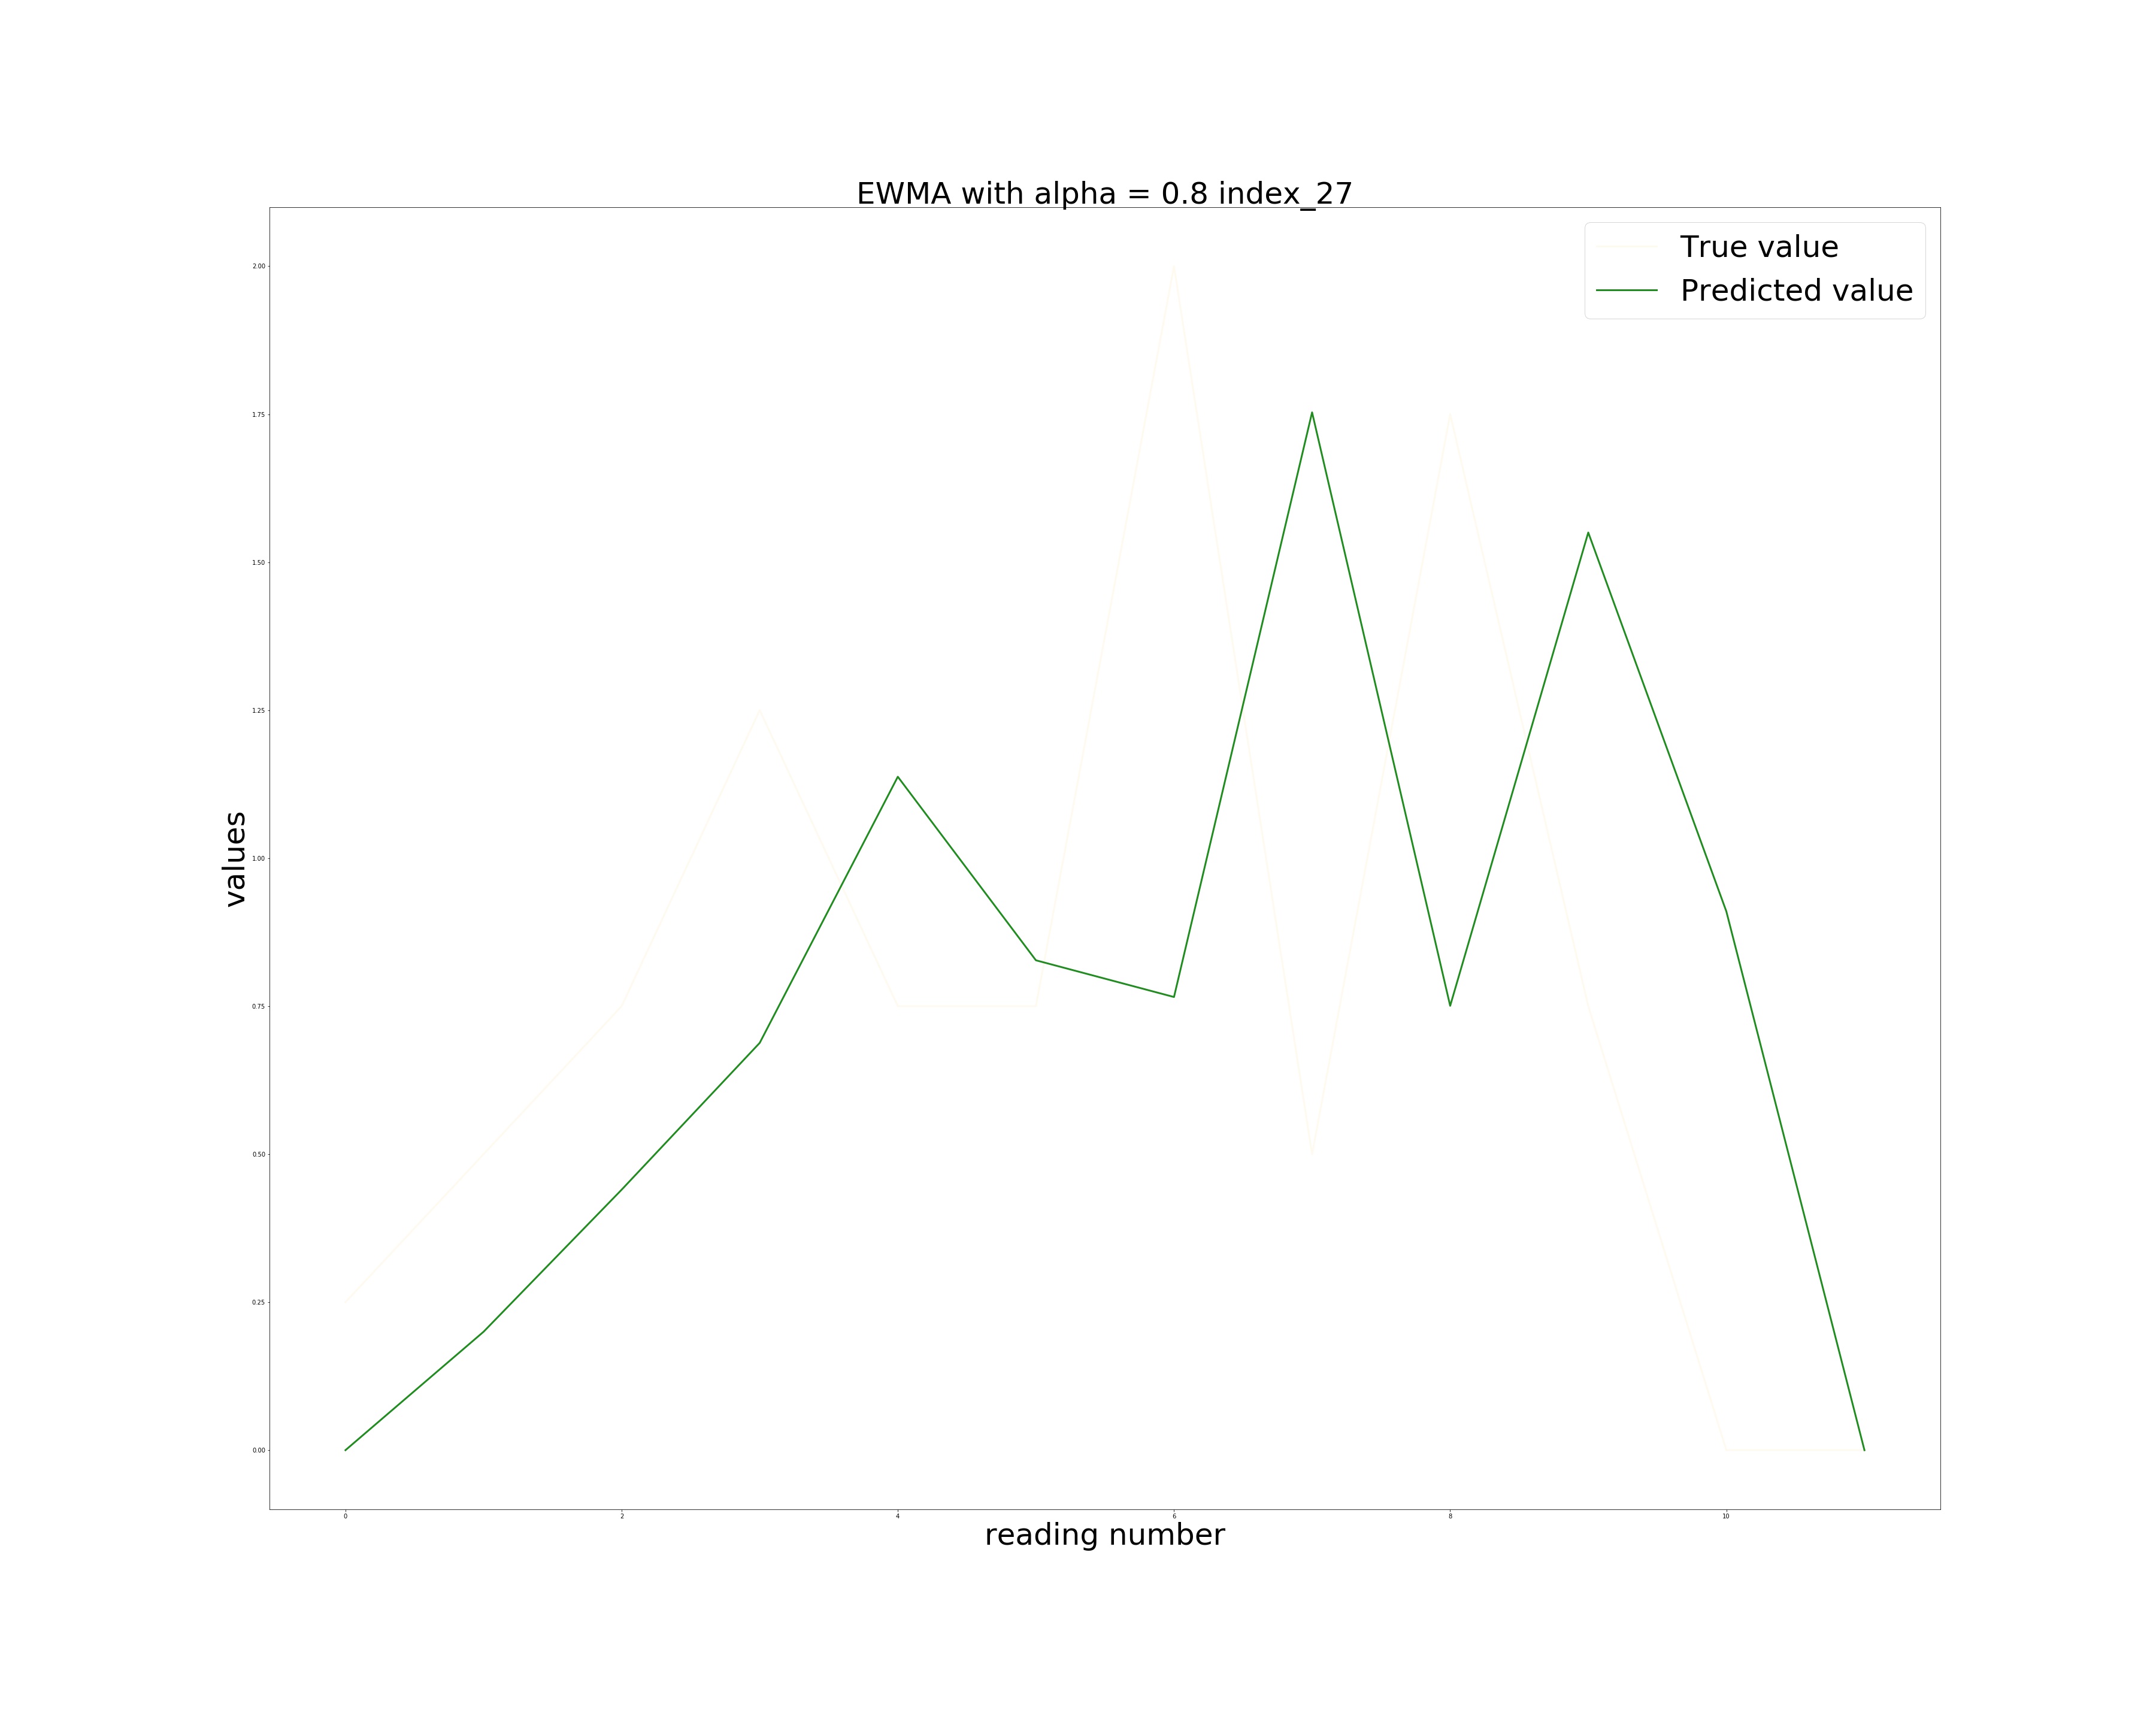 EWMA with alpha = 0.8 index_27
True value
Predicted value
2.00
1.75
1.50
1.25
1.00
0.75
0.50
0.25
0.00
values
0 2 4 6 8 10
reading number